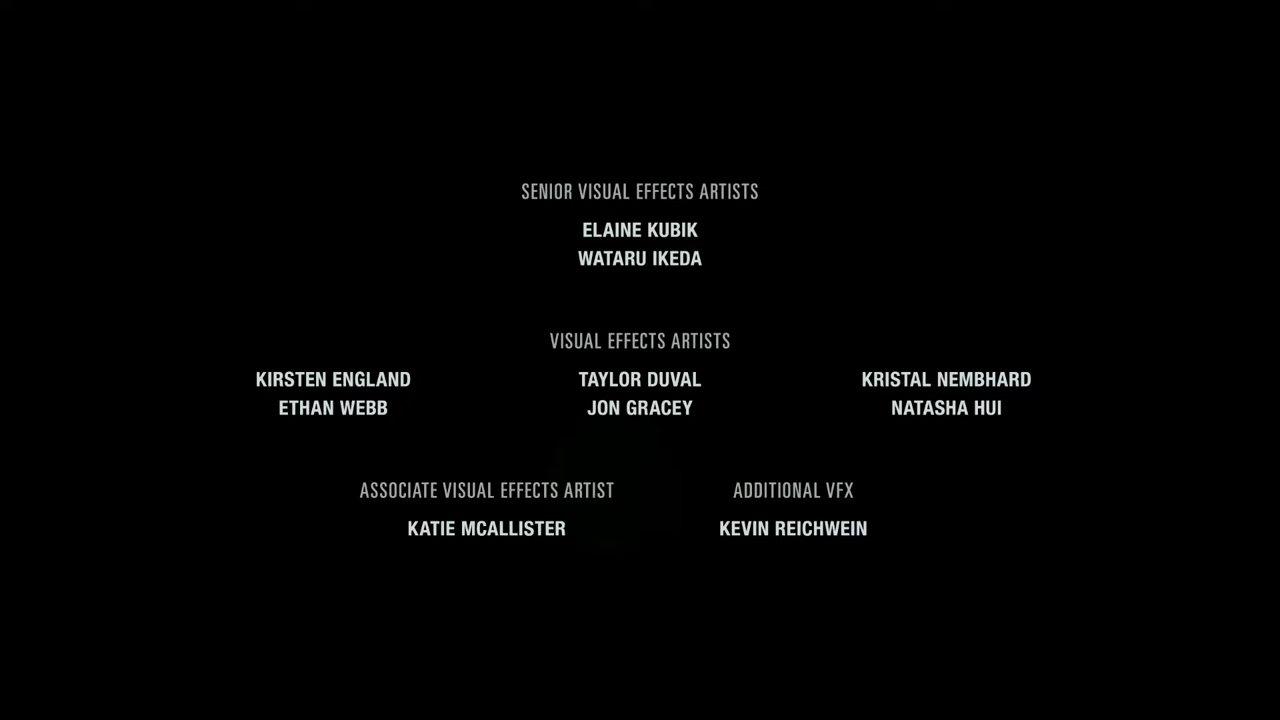 SENIOR VISUAL EFFECTS ARTISTS
ELAINE KUBIK
WATARU IKEDA
VISUAL EFFECTS ARTISTS
KIRSTEN ENGLAND TAYLOR DUVAL KRISTAL NEMBHARD
ETHAN WEBB JON GRACEY NATASHA HUI
ASSOCIATE VISUAL EFFECTS ARTIST ADDITIONAL VFX
KATIE MCALLISTER KEVIN REICHWEIN